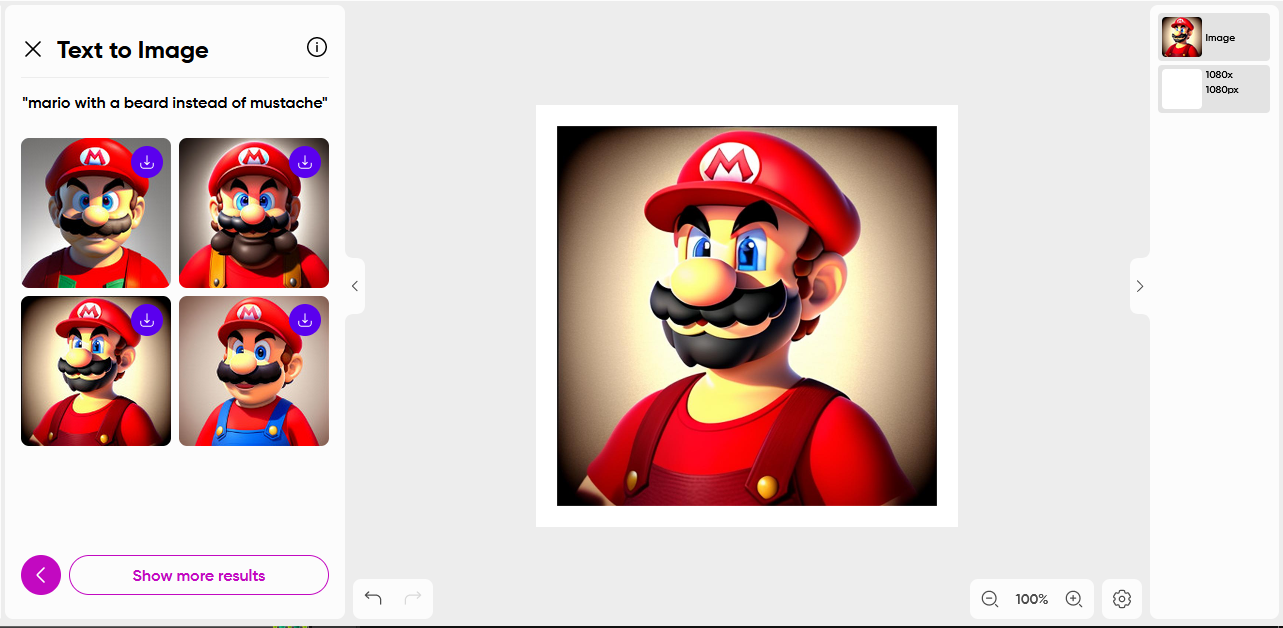 Text to Image
"mario with a beard instead of mustache"
M
M
M
M
Show more results
M
100%
Image
1080x
1080px